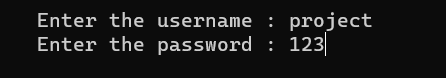 Enter the username : project
Enter the password : 123